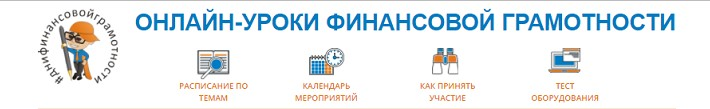 #днифинансовойграмотности
ОНЛАЙН-УРОКИ ФИНАНСОВОЙ ГРАМОТНОСТИ
РАСПИСАНИЕ ПО
ТЕМАМ
КАЛЕНДАРЬ
МЕРОПРИЯТИЙ
КАК ПРИНЯТЬ
УЧАСТИЕ
ТЕСТ
ОБОРУДОВАНИЯ